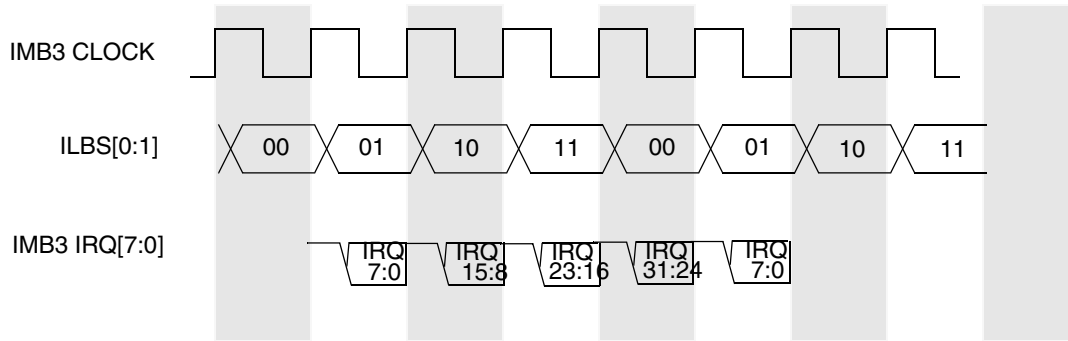 IMB3 CLOCK
ILBS[0:1]
00 01 10 11 00 01 10 11
IMB3 IRQ[7:0]
IRQ 7:0
IRQ 15:8
IRQ 23:16
IRQ 31:24
IRQ 7:0